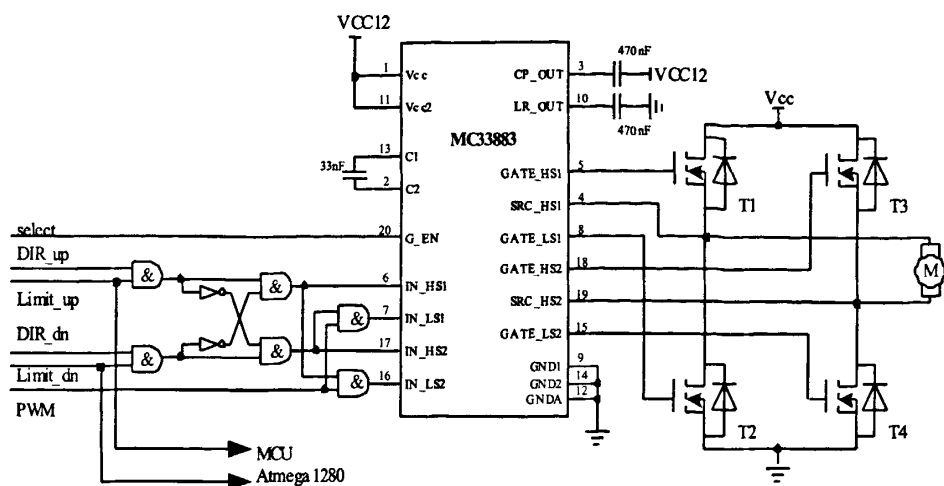 VCC12
470nF
1 Vcc
CP_OUT 3
VCC12
11 Vcc2
LR_OUT 10
470nF
Vcc
MC33883
13 C1
33nF
2 C2
GATE_HS1 5
T1
T3
SRC_HS1 4
select
20 G_EN
GATE_LS1 8
DIR_up
&
&
GATE_HS2 18
M
Limit_up
6 IN_HS1
SRC_HS2 19
&
7 IN_LS1
DIR_dn
GATE_LS2 15
&
&
17 IN_HS2
GND1 9
Limit_dn
&
16 IN_LS2
GND2 14
PWM
GNDA 12
T2
T4
MCU
Atmega1280